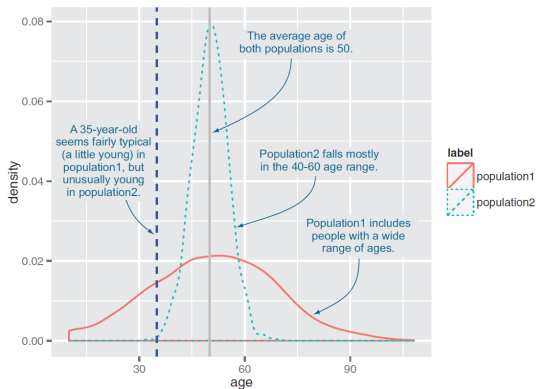 The average age of
both populations is 50.
A 35-year-old
seems fairly typical
(a little young) in
population1, but
unusually young
in population2.
Population2 falls mostly
in the 40-60 age range.
Population1 includes
people with a wide
range of ages.
0.08
0.06
0.04
0.02
0.00
density
30
60
90
age
label
population1
population2